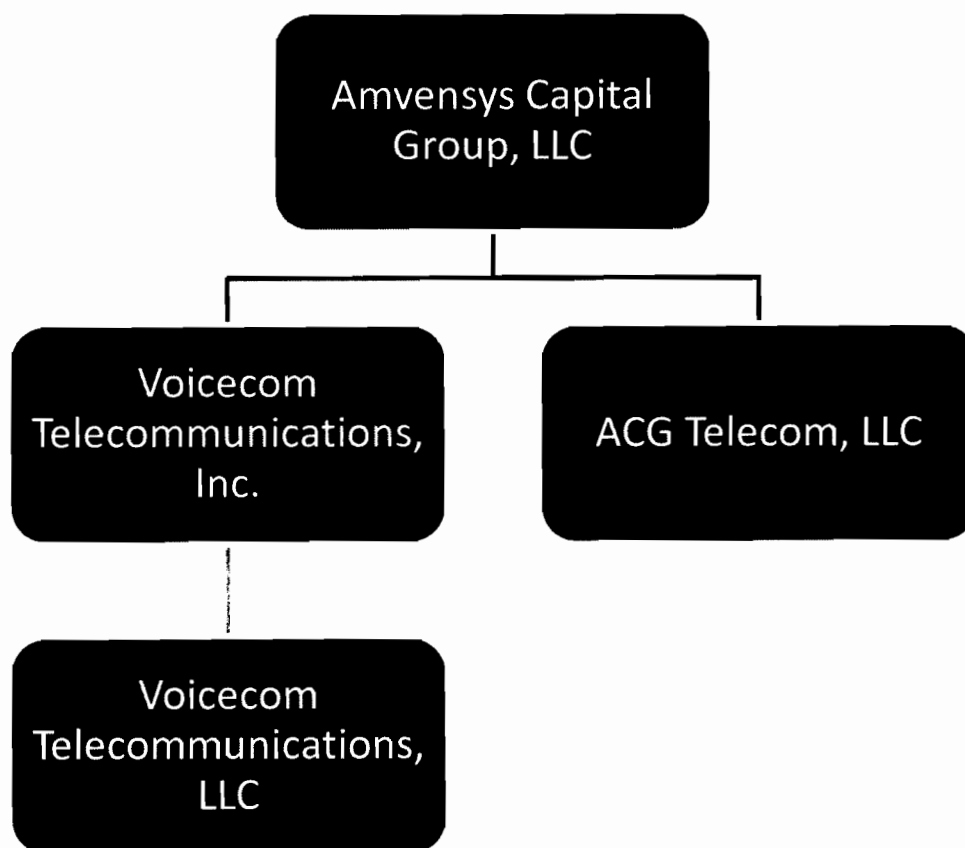 Amvensys Capital
Group, LLC
Voicecom
Telecommunications,
Inc.
ACG Telecom, LLC
Voicecom
Telecommunications,
LLC